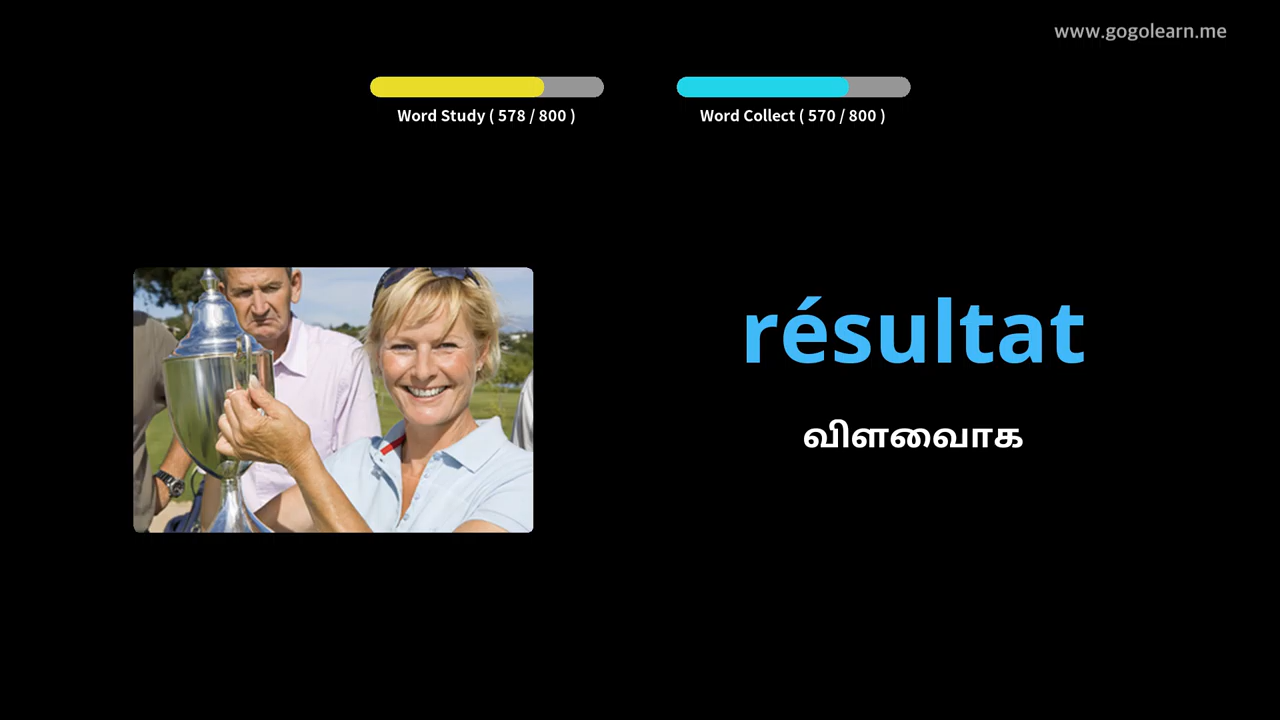 www.gogolearn.me
Word Study ( 578 / 800 )
Word Collect ( 570 / 800 )
résultat
விளைவாக